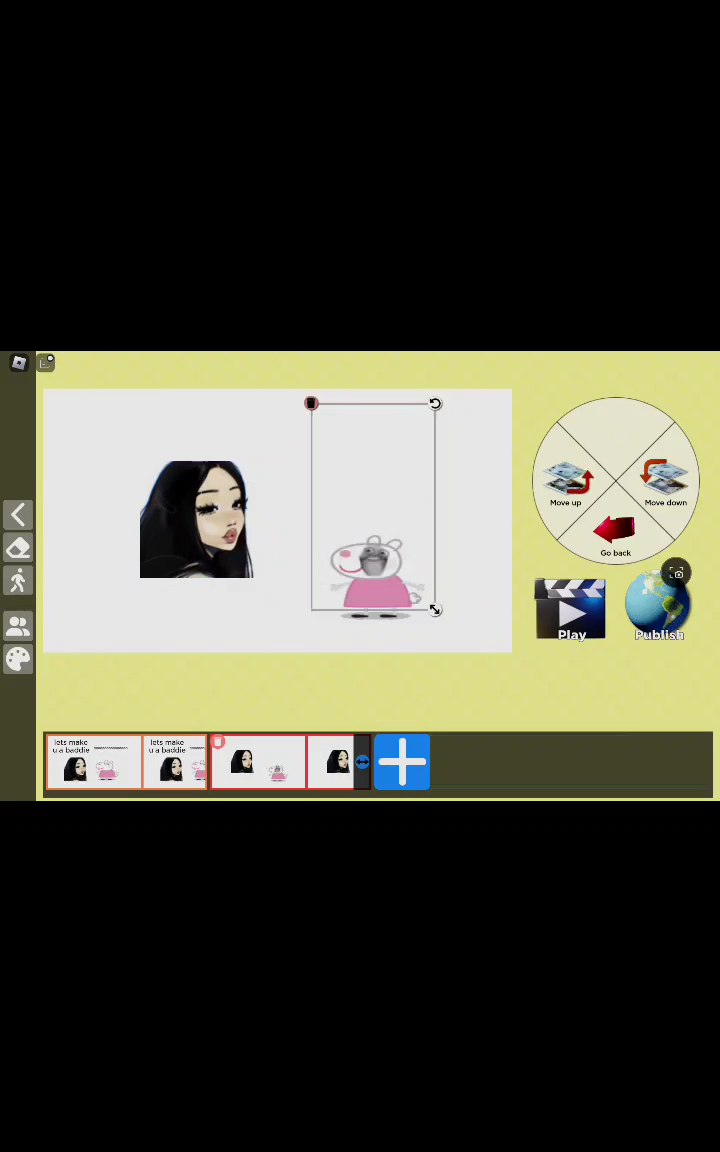 Move up
Move down
Go back
Play
Publish
lets make
u a baddie
lets make
u a baddie